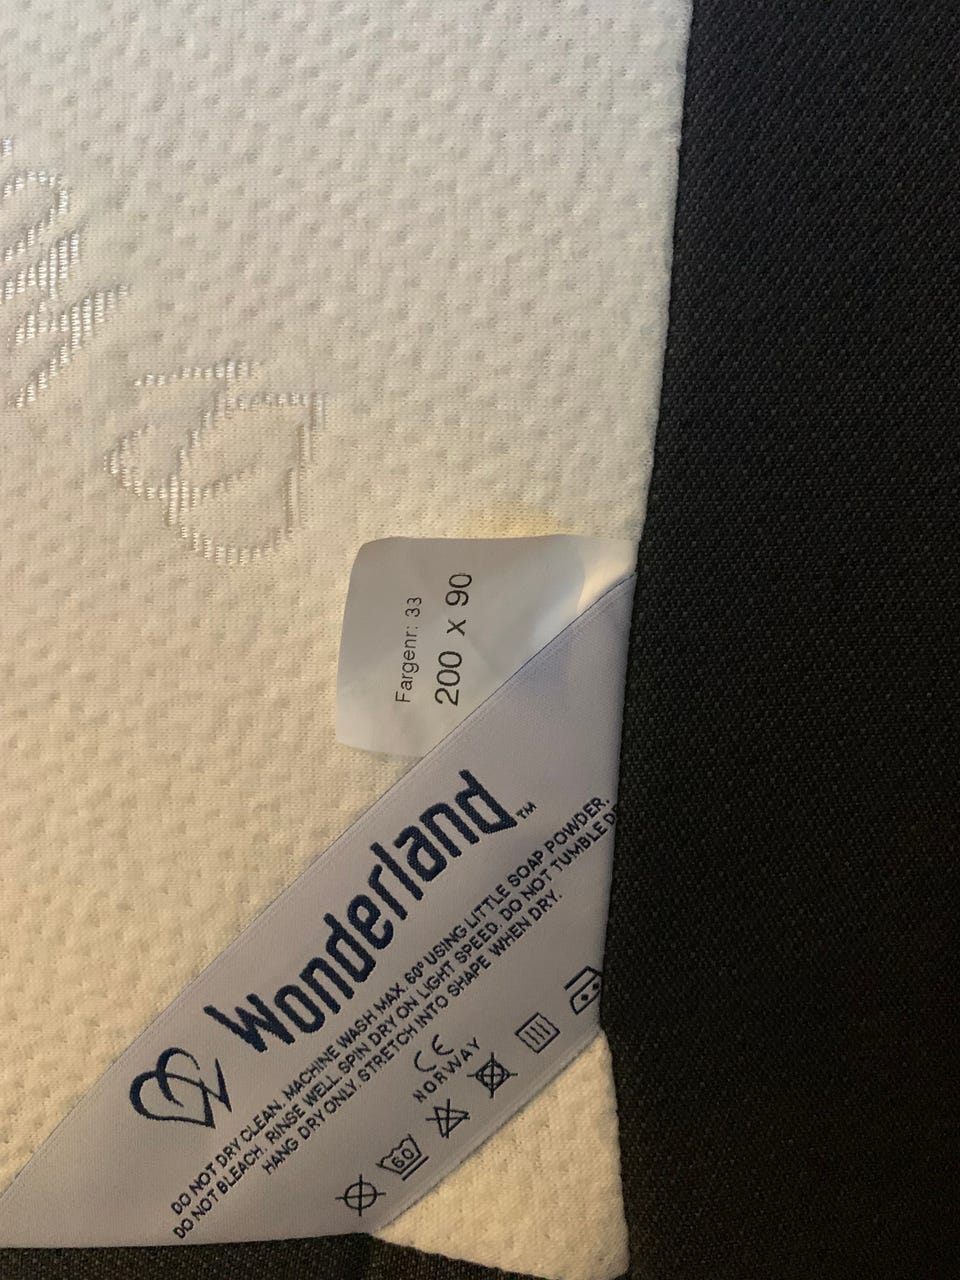 Fargenr: 33
200 x 90
Wonderland™
DO NOT DRY CLEAN. MACHINE WASH MAX. 60° USING LITTLE SOAP POWDER.
DO NOT BLEACH. RINSE WELL SPIN DRY ON LIGHT SPEED. DO NOT TUMBLE
HANG DRY ONLY. STRETCH INTO SHAPE WHEN DRY.
CE
NORWAY
60